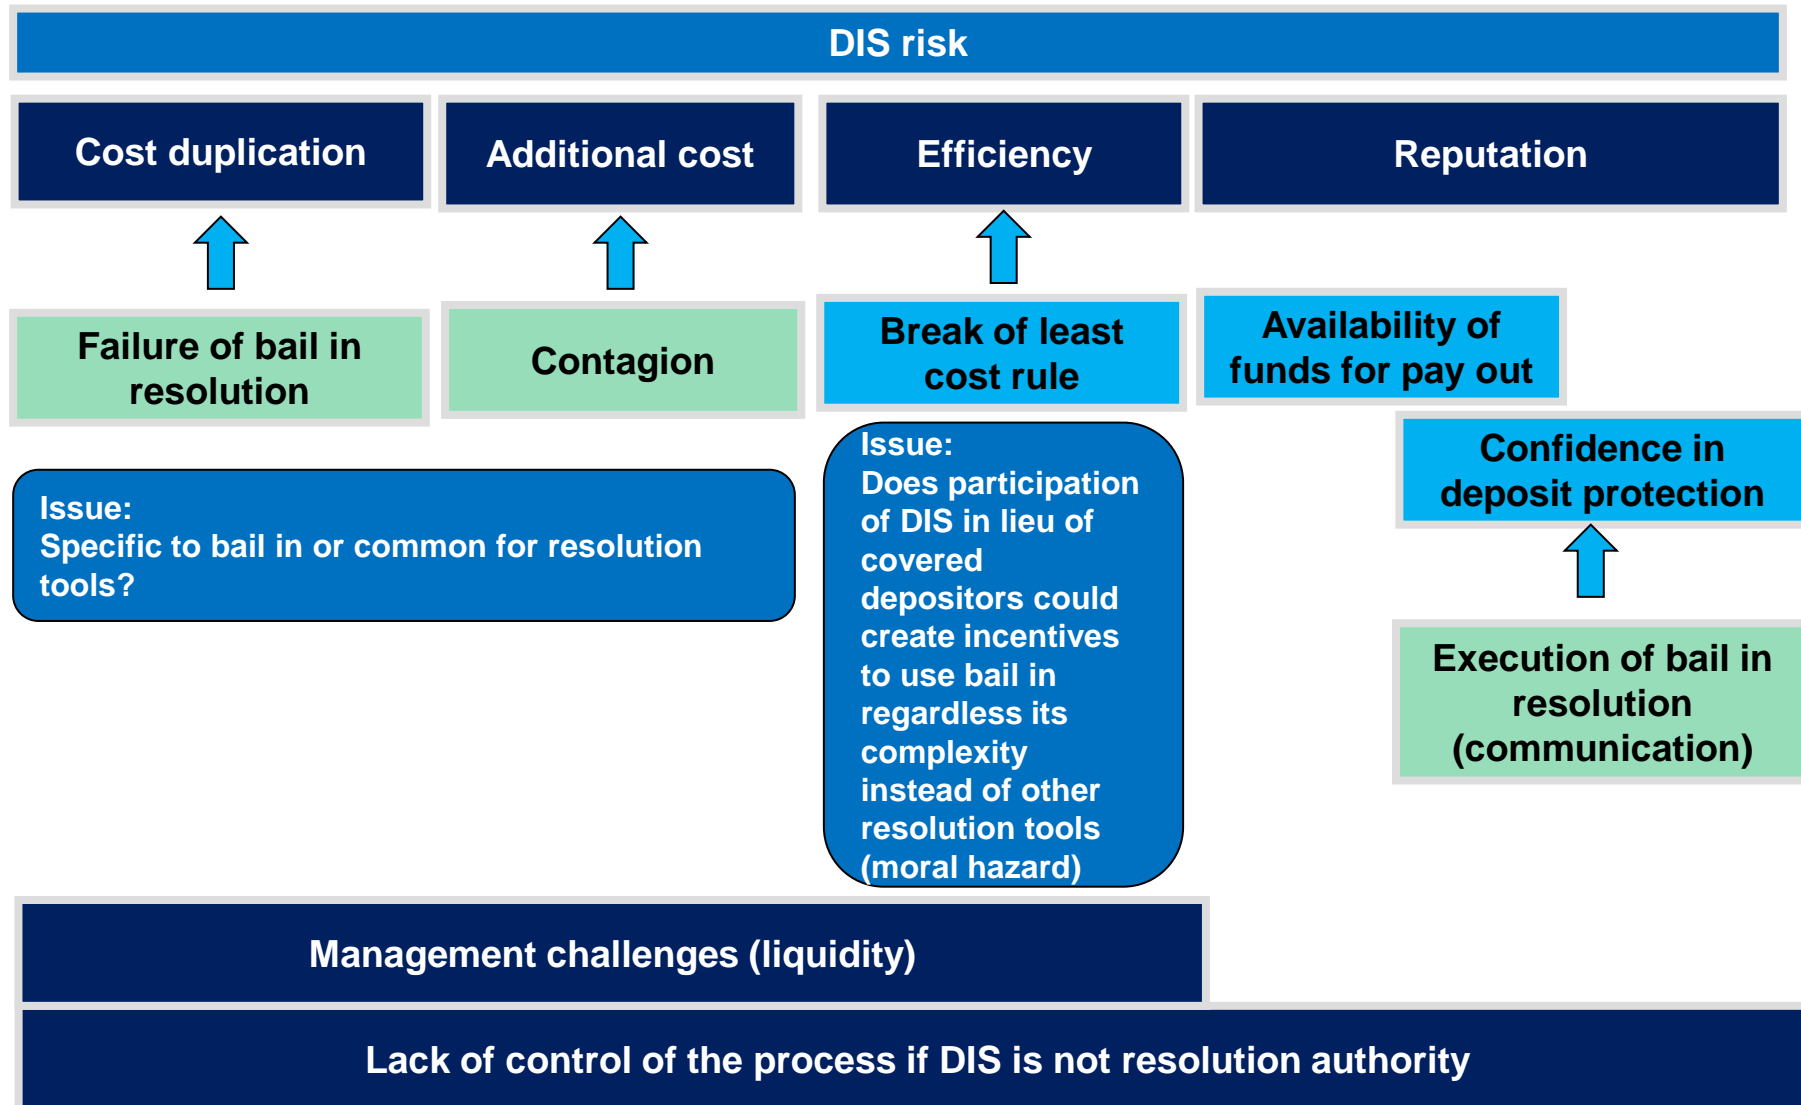 DIS risk
Cost duplication
Additional cost
Efficiency
Reputation
Failure of bail in
resolution
Contagion
Break of least
cost rule
Availability of
funds for pay out
Confidence in
deposit protection
Issue:
Specific to bail in or common for resolution
tools?
Issue:
Does participation
of DIS in lieu of
covered
depositors could
create incentives
to use bail in
regardless its
complexity
instead of other
resolution tools
(moral hazard)
Execution of bail in
resolution
(communication)
Management challenges (liquidity)
Lack of control of the process if DIS is not resolution authority